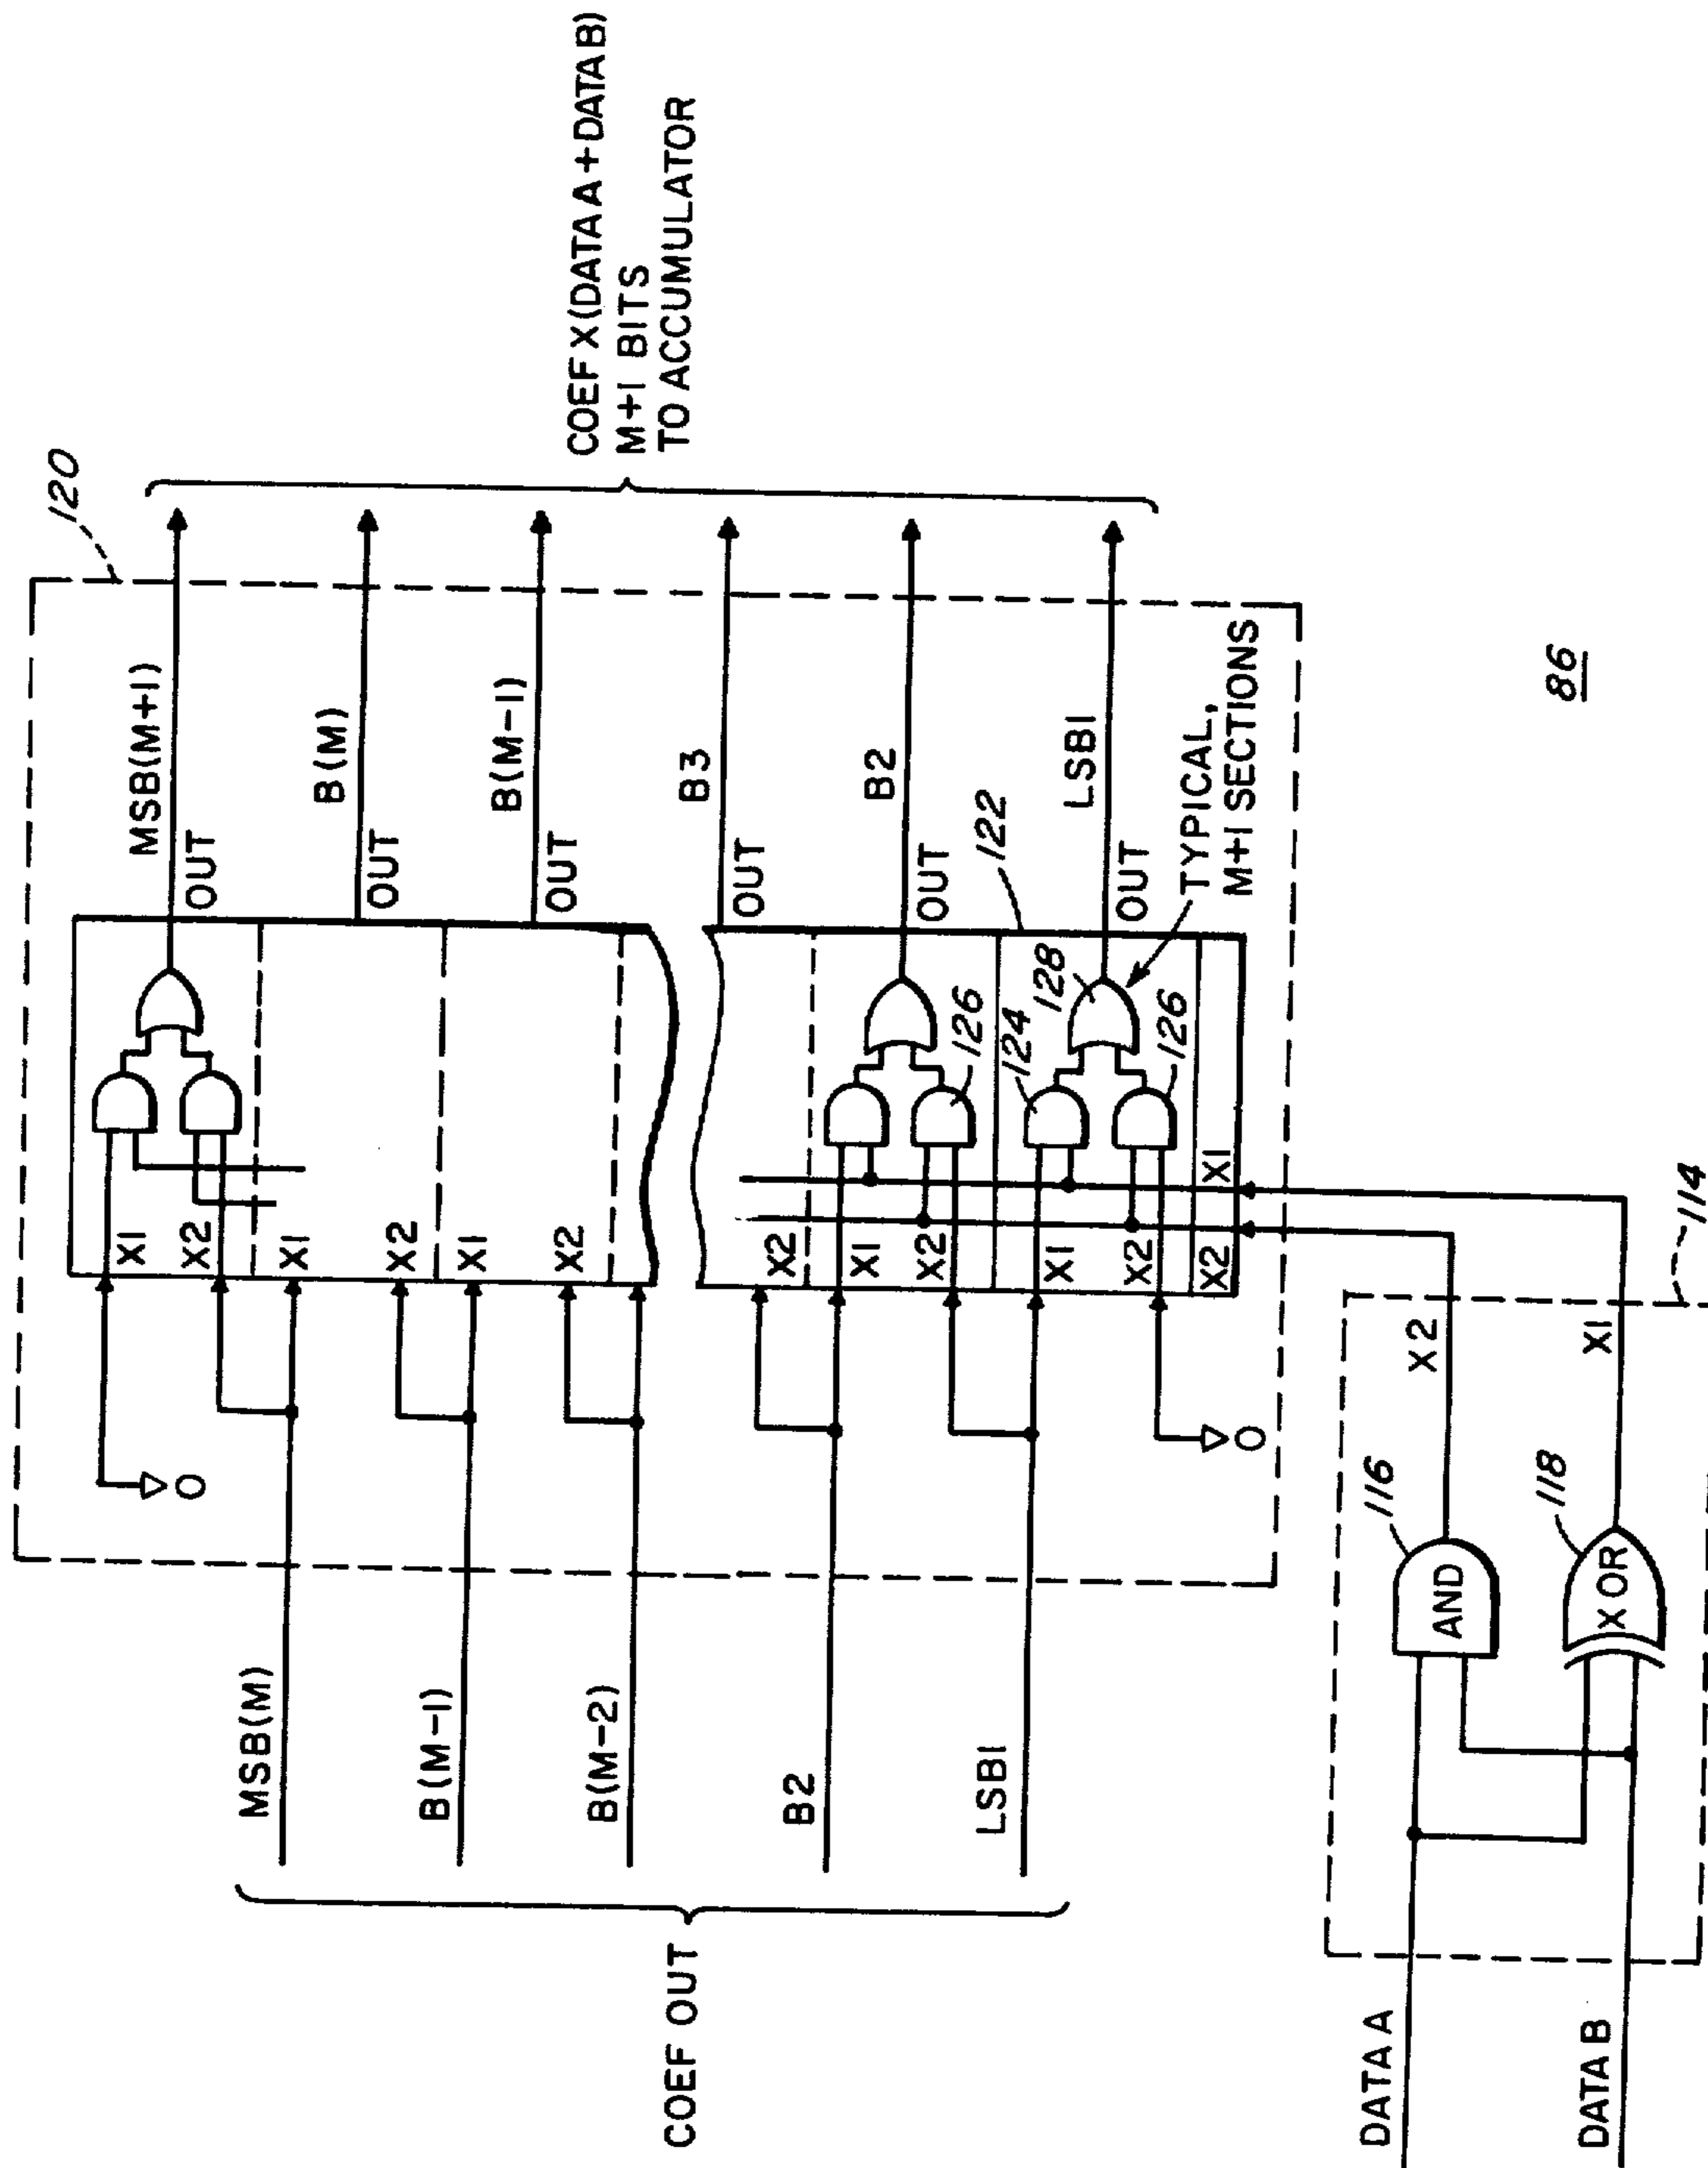 120
MSB(M+1)
B(M)
B(M-1)
B3
B2
LSB1
COEF X (DATA A + DATA B)
M+1 BITS
TO ACCUMULATOR
OUT
OUT
OUT
OUT
OUT
OUT
122
TYPICAL,
M+1 SECTIONS
124
128
126
126
X1
X2
X1
X2
X1
X2
X2
X1
X2
X1
X2
X2
X1
0
0
MSB(M)
B(M-1)
B(M-2)
B2
LSB1
COEF OUT
DATA A
DATA B
116
AND
118
XOR
X2
X1
114
86